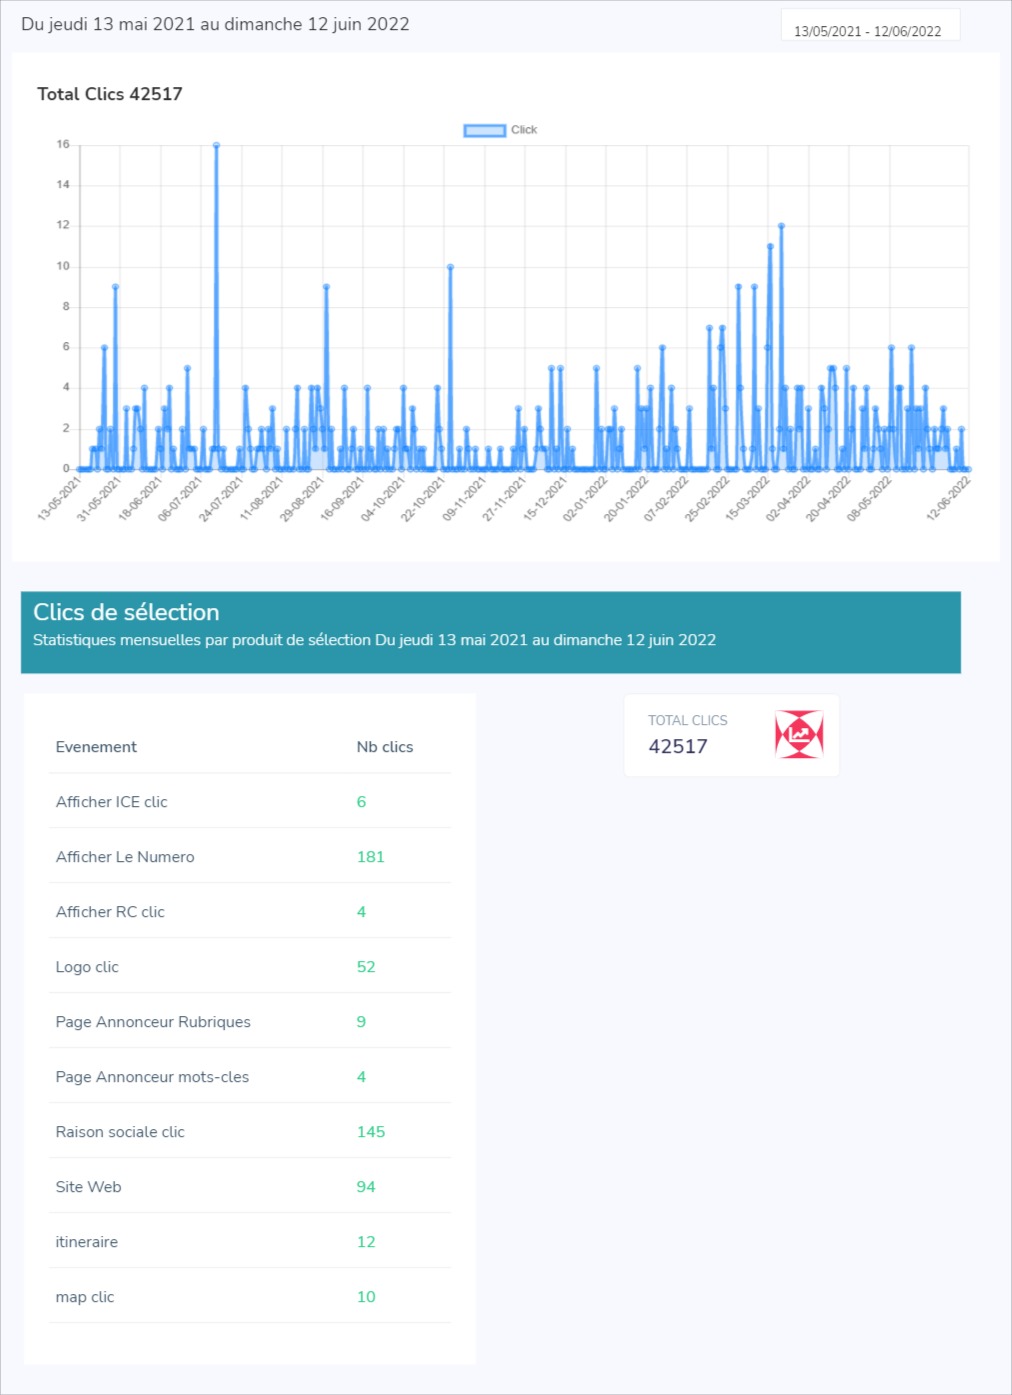 Du jeudi 13 mai 2021 au dimanche 12 juin 2022
13/05/2021 - 12/06/2022
Total Clics 42517
Click
16
14
12
10
8
6
4
2
0
13-05-2021
31-05-2021
18-06-2021
06-07-2021
24-07-2021
11-08-2021
29-08-2021
16-09-2021
04-10-2021
22-10-2021
09-11-2021
27-11-2021
15-12-2021
02-01-2022
20-01-2022
07-02-2022
25-02-2022
15-03-2022
02-04-2022
20-04-2022
08-05-2022
12-06-2022
Clics de sélection
Statistiques mensuelles par produit de sélection Du jeudi 13 mai 2021 au dimanche 12 juin 2022
TOTAL CLICS
42517
Evenement Nb clics
Afficher ICE clic 6
Afficher Le Numero 181
Afficher RC clic 4
Logo clic 52
Page Annonceur Rubriques 9
Page Annonceur mots-cles 4
Raison sociale clic 145
Site Web 94
itineraire 12
map clic 10